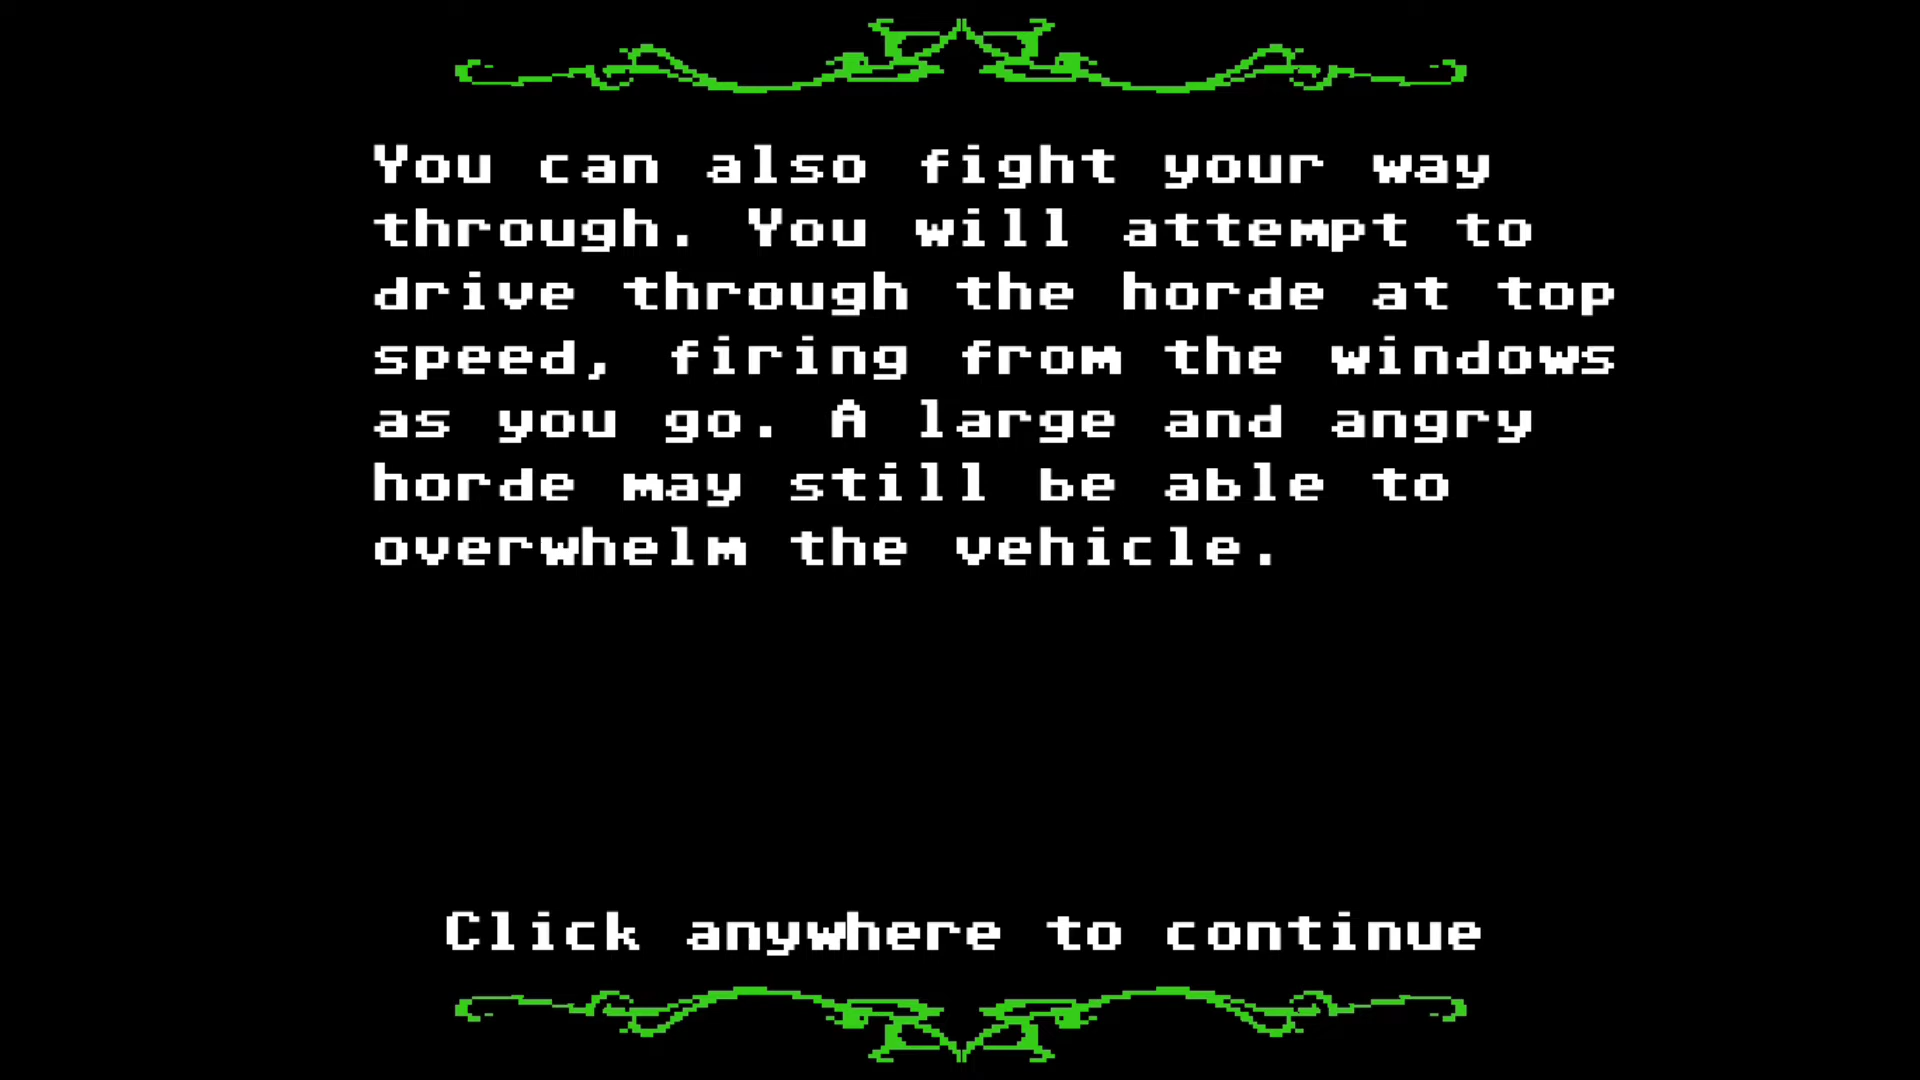 You can also fight your way
through. You will attempt to
drive through the horde at top
speed, firing from the windows
as you go. A large and angry
horde may still be able to
overwhelm the vehicle.
Click anywhere to continue